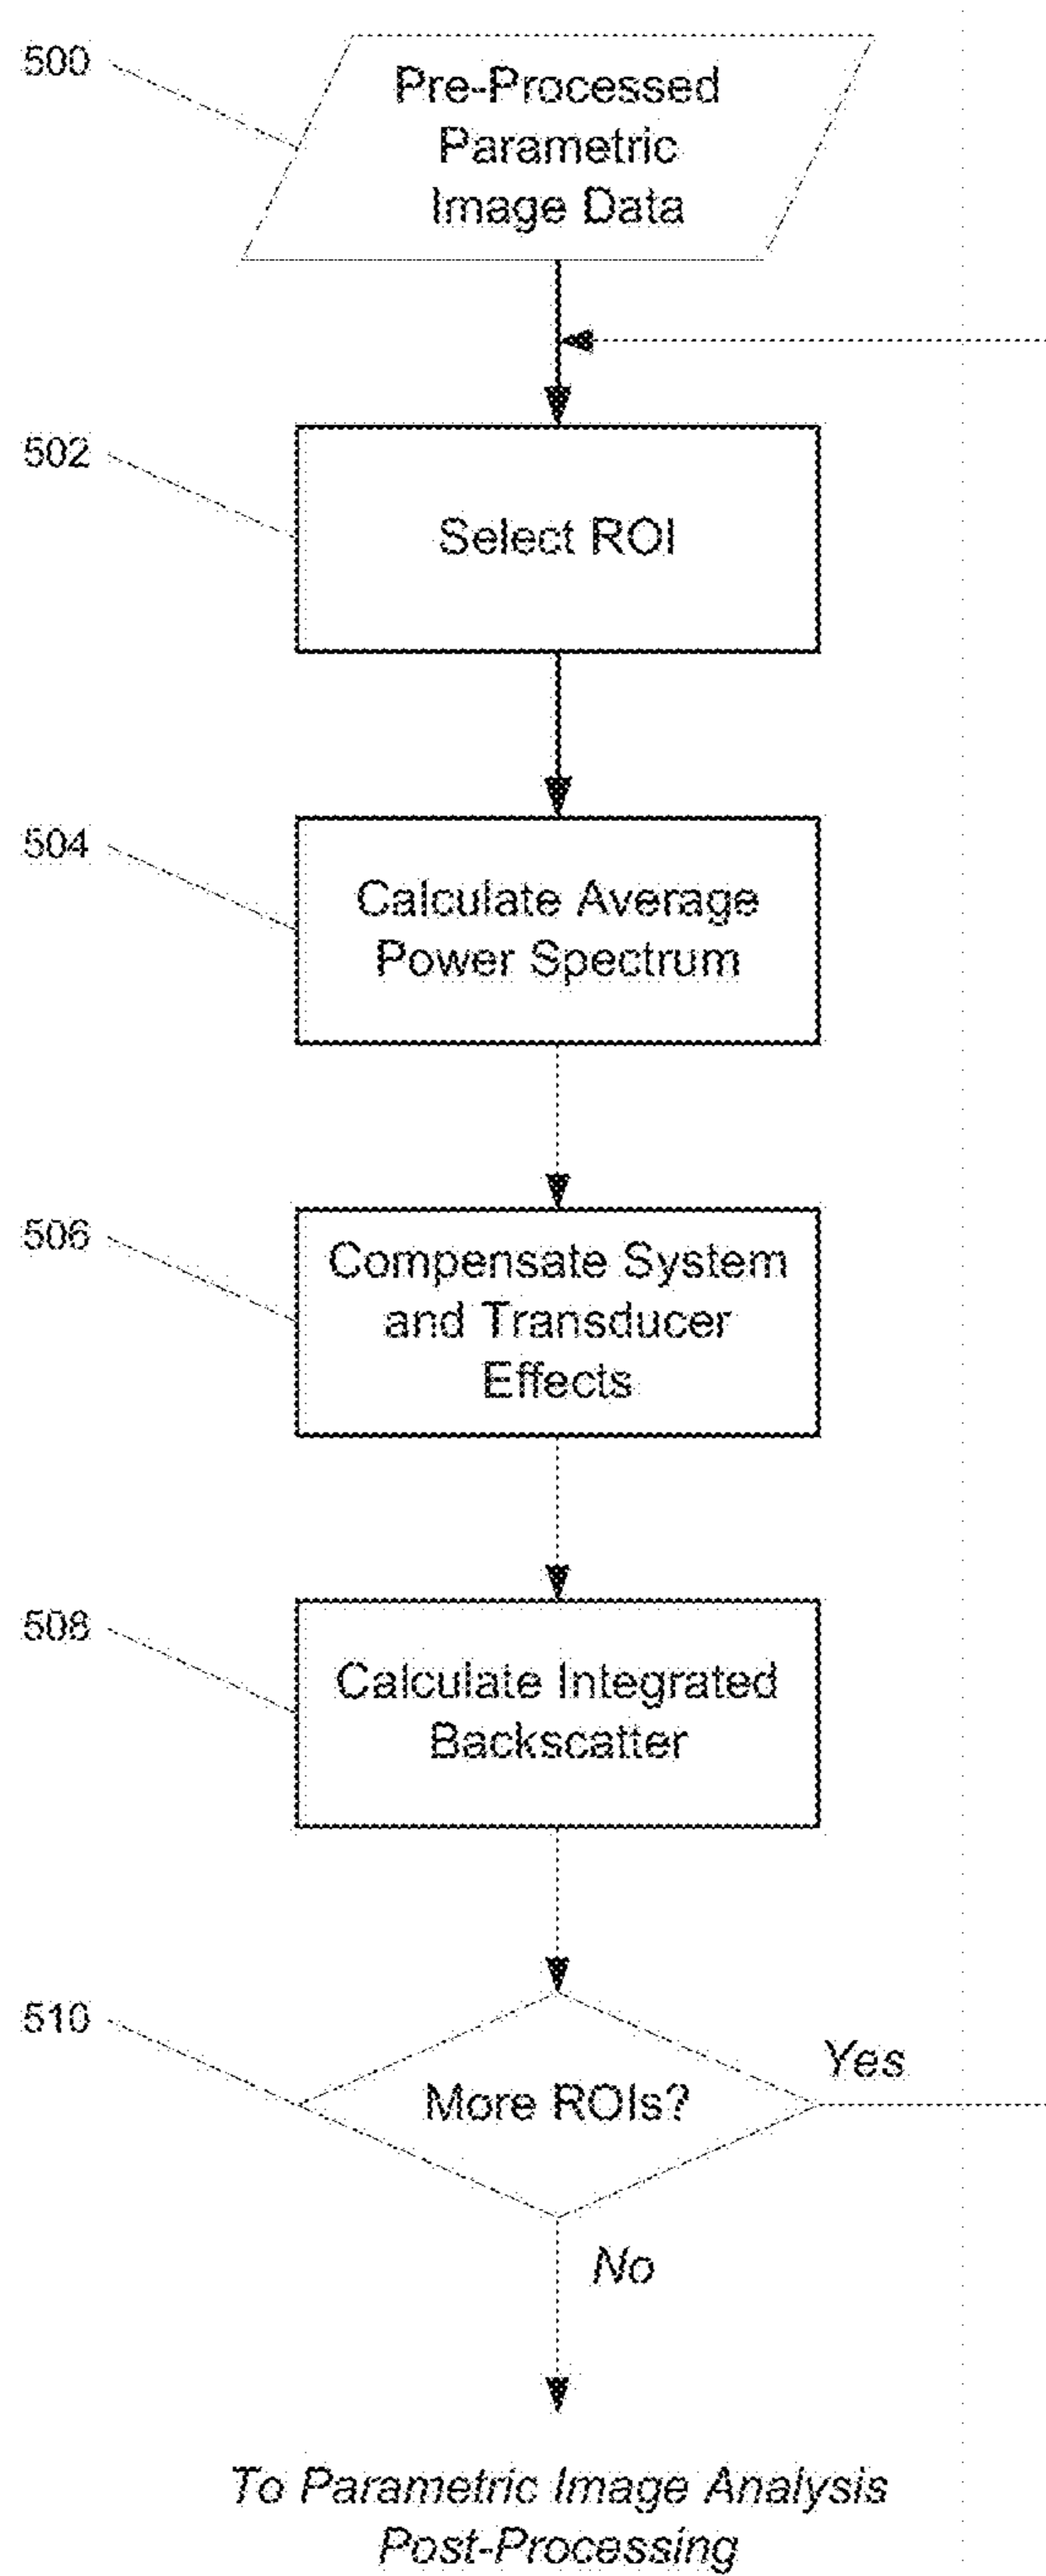 500
Pre-Processed
Parametric
Image Data
502
Select ROI
504
Calculate Average
Power Spectrum
506
Compensate System
and Transducer
Effects
508
Calculate Integrated
Backscatter
510
More ROIs?
Yes
No
To Parametric Image Analysis
Post-Processing